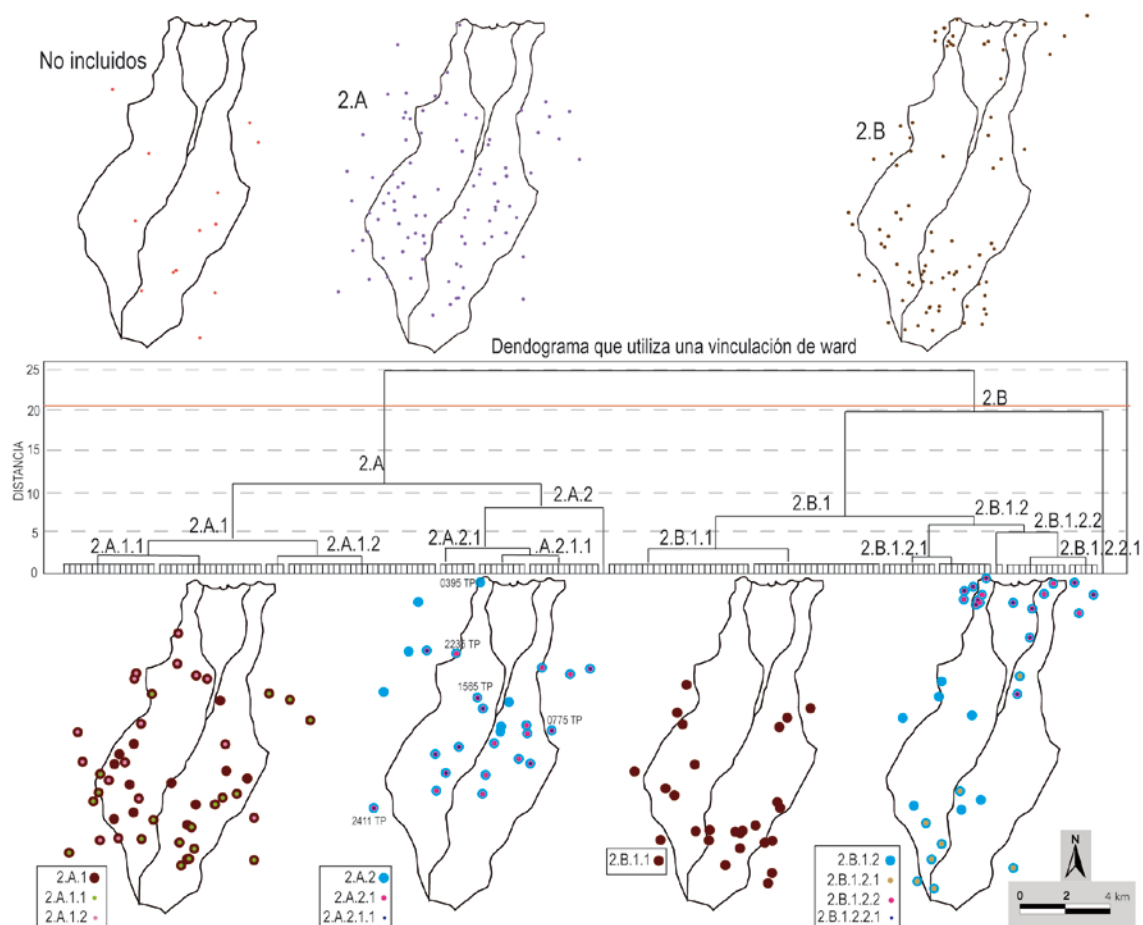 No incluidos
2.A
2.B
Dendograma que utiliza una vinculación de ward
DISTANCIA
25
20
15
10
5
0
2.B
2.A
2.A.1
2.A.2
2.B.1
2.A.1.1
2.A.1.2
2.A.2.1
.A.2.1.1
2.B.1.1
2.B.1.2
2.B.1.2.1
2.B.1.2.2
2.B.1.2.2.1
0395 TP
2235 TP
1565 TP
0775 TP
2411 TP
2.A.1
2.A.1.1
2.A.1.2
2.A.2
2.A.2.1
2.A.2.1.1
2.B.1.1
2.B.1.2
2.B.1.2.1
2.B.1.2.2
2.B.1.2.2.1
N
0 2 4 km